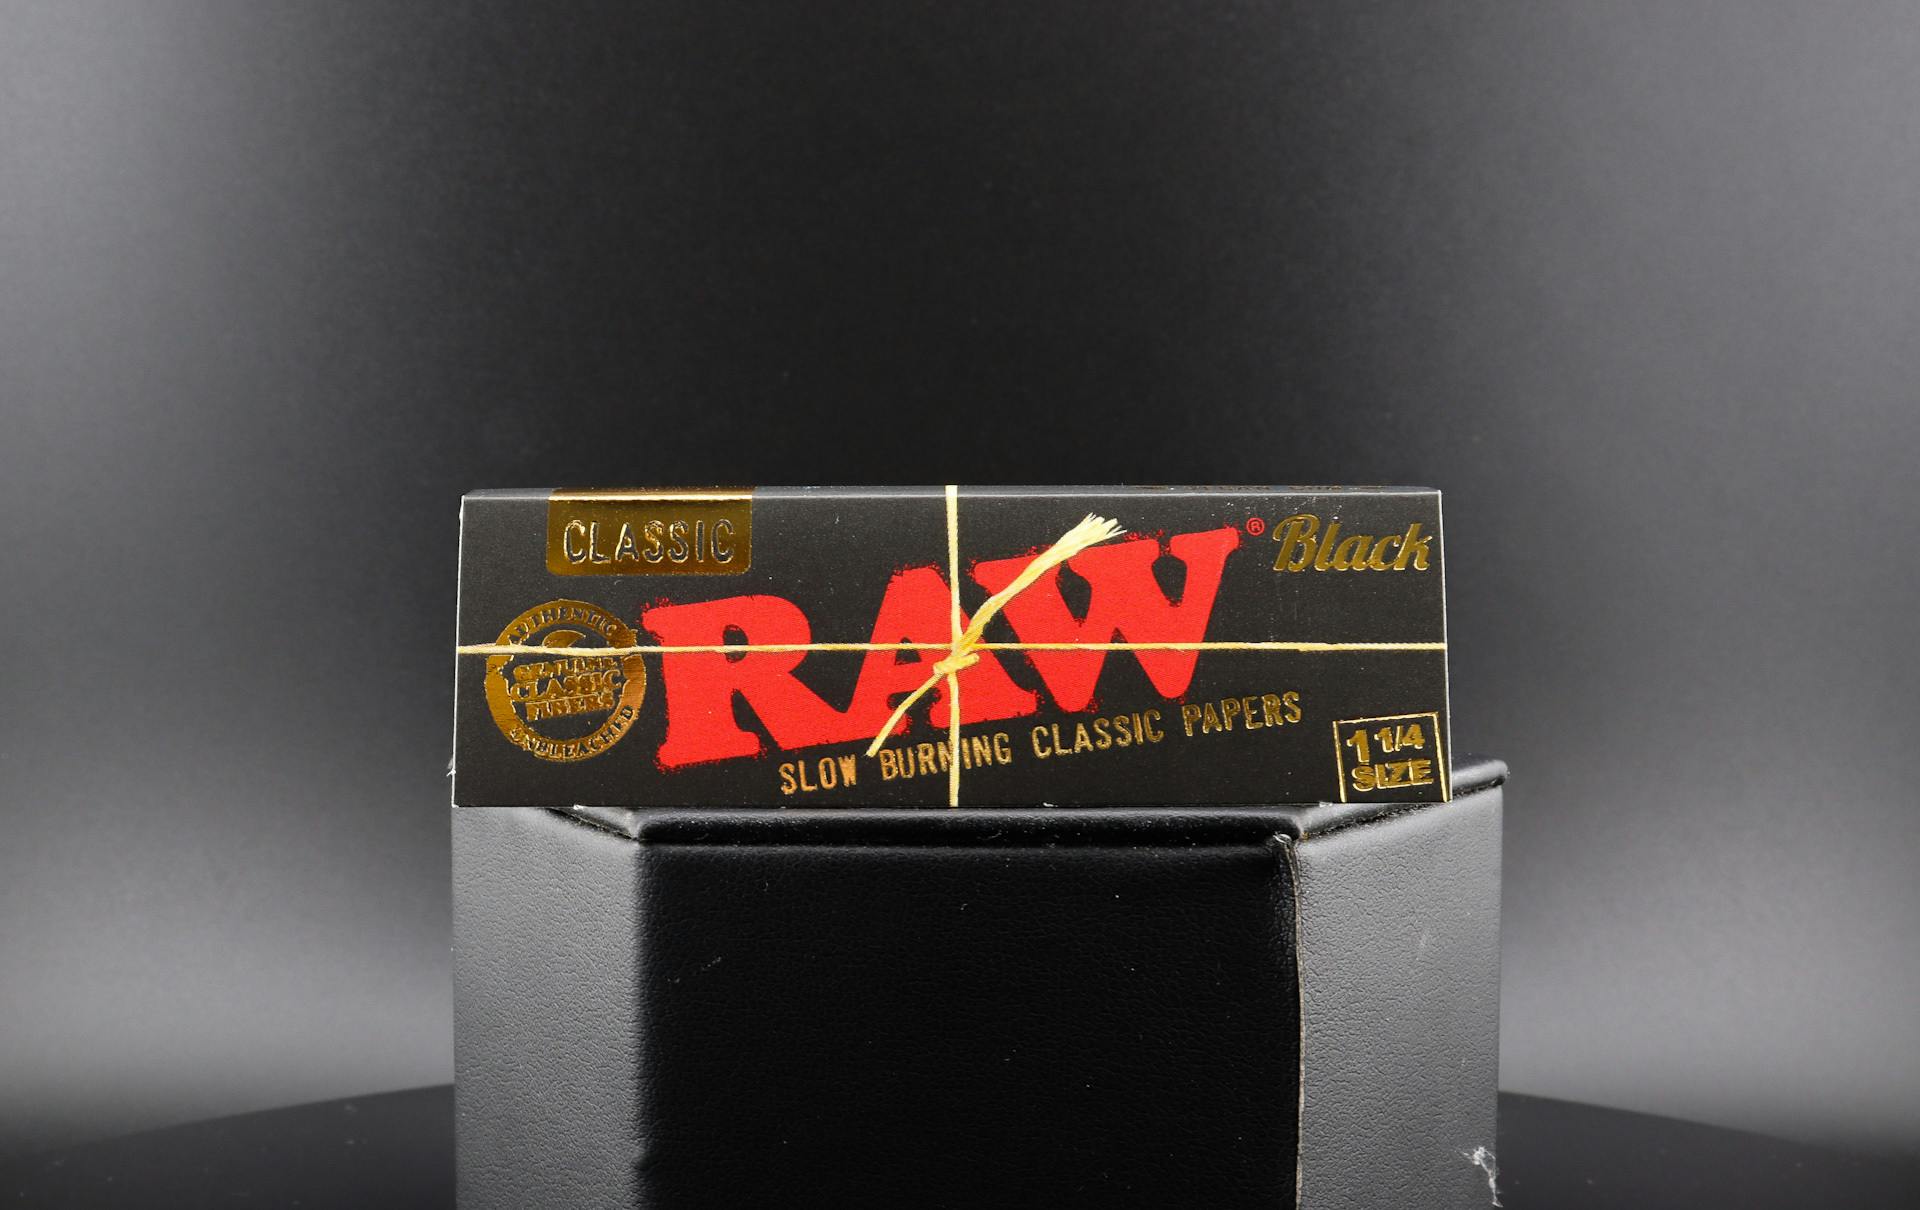 CLASSIC
RAW®
Black
AUTHENTIC
GENUINE
CLASSIC
FIBERS
UNBLEACHED
SLOW BURNING CLASSIC PAPERS
1 1/4
SIZE